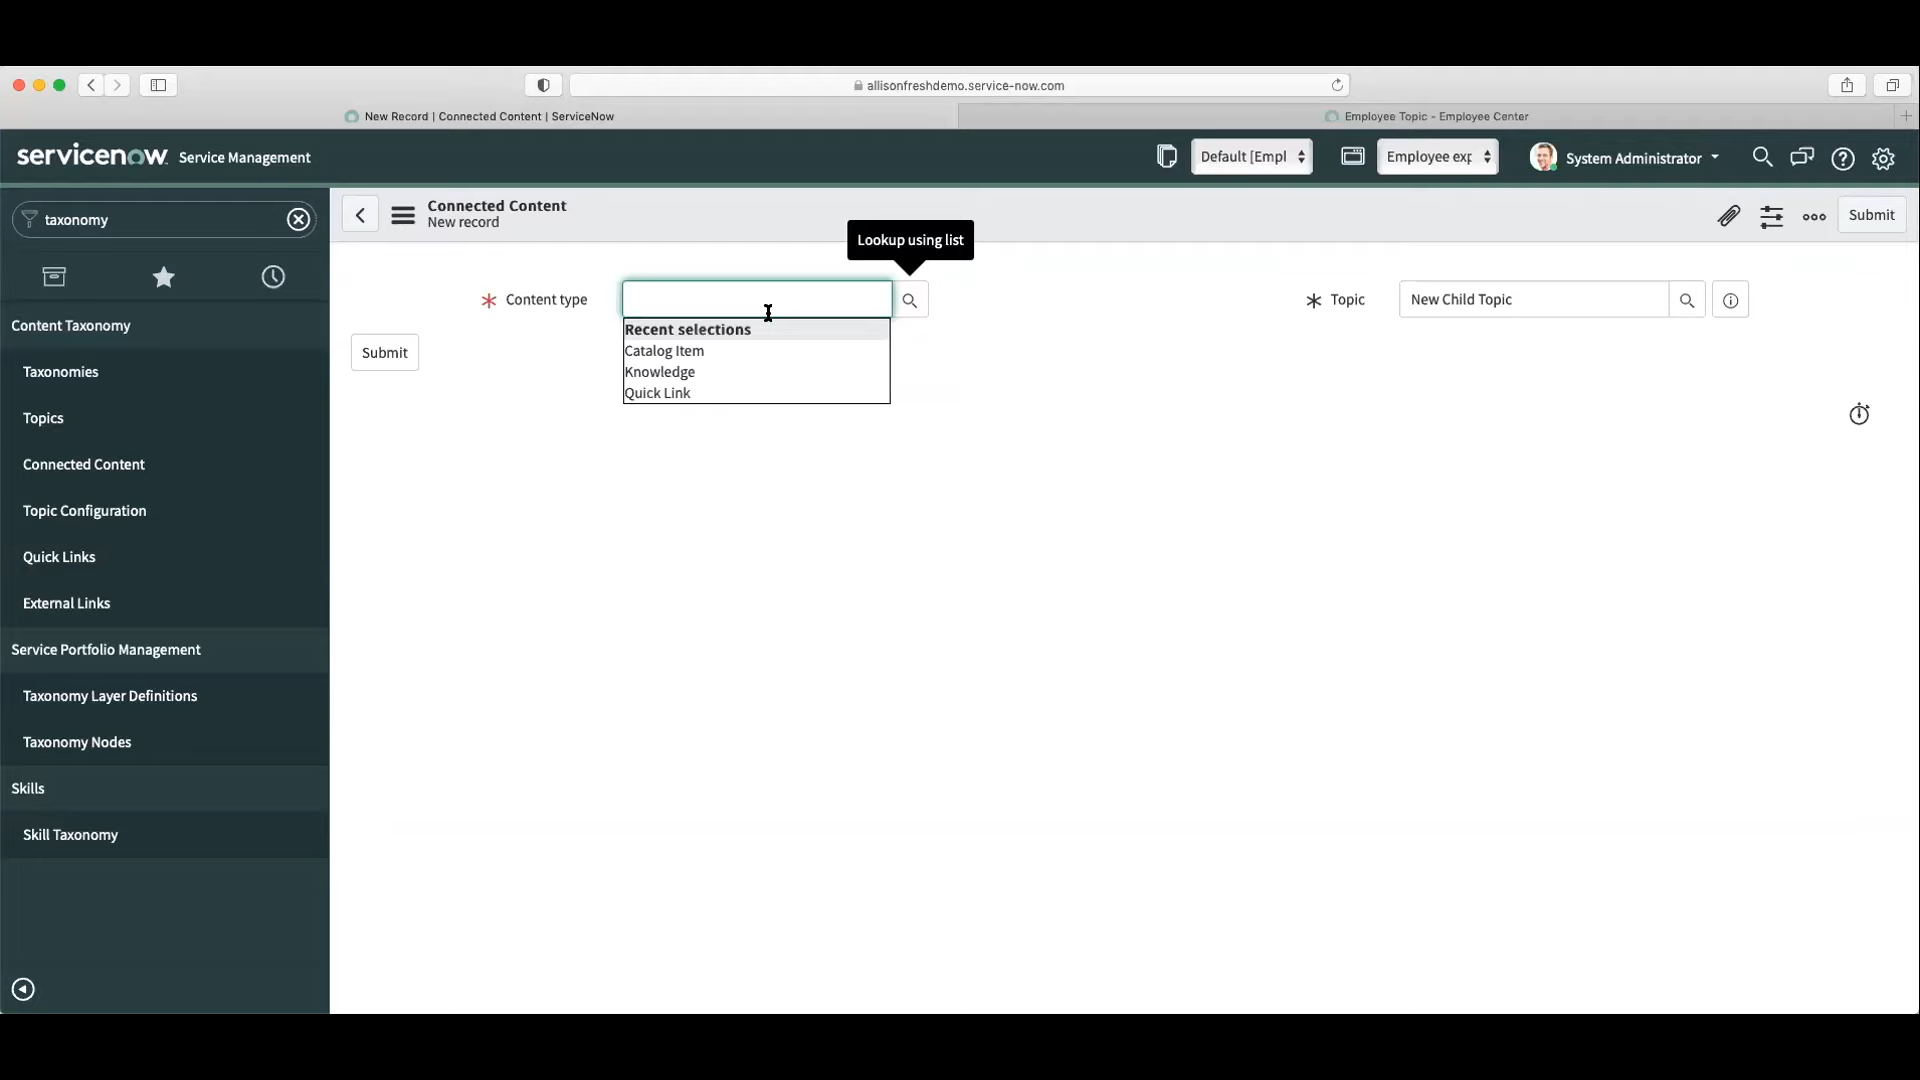 allisonfreshdemo.service-now.com
New Record | Connected Content | ServiceNow
Employee Topic - Employee Center
servicenow. Service Management
Default [Empl
Employee exp
System Administrator
taxonomy
Connected Content
New record
Submit
Lookup using list
Content type
Topic
New Child Topic
Recent selections
Catalog Item
Knowledge
Quick Link
Submit
Content Taxonomy
Taxonomies
Topics
Connected Content
Topic Configuration
Quick Links
External Links
Service Portfolio Management
Taxonomy Layer Definitions
Taxonomy Nodes
Skills
Skill Taxonomy